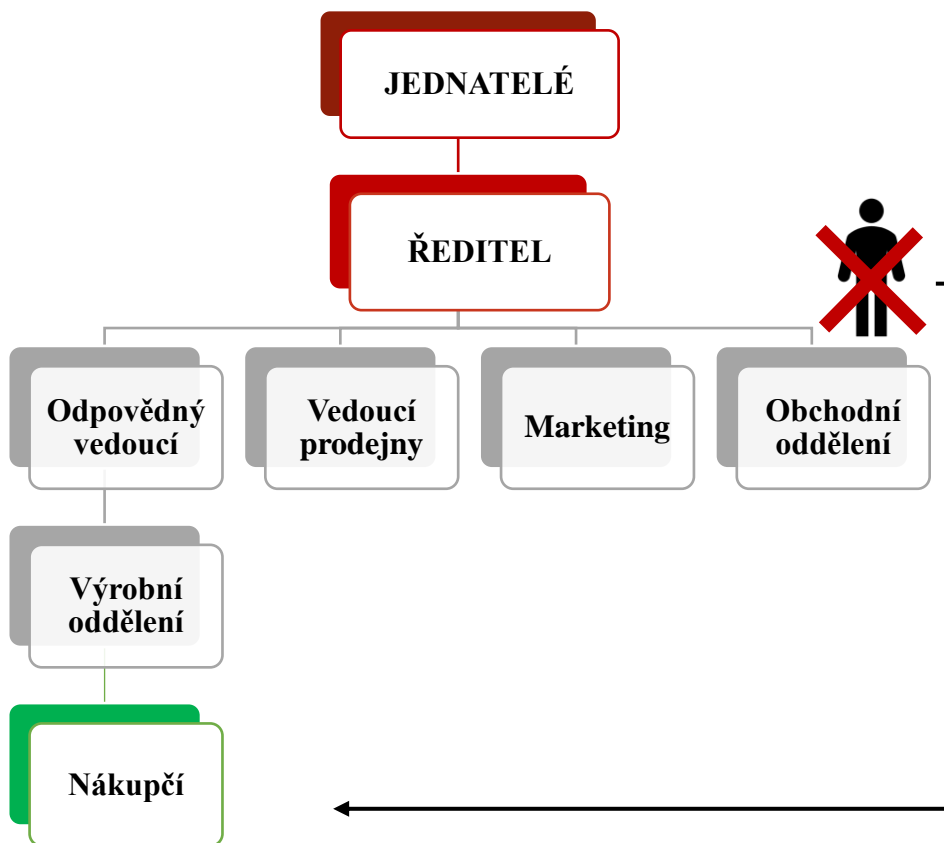 JEDNATELÉ
ŘEDITEL
Odpovědný
vedoucí
Vedoucí
prodejny
Marketing
Obchodní
oddělení
Výrobní
oddělení
Nákupčí